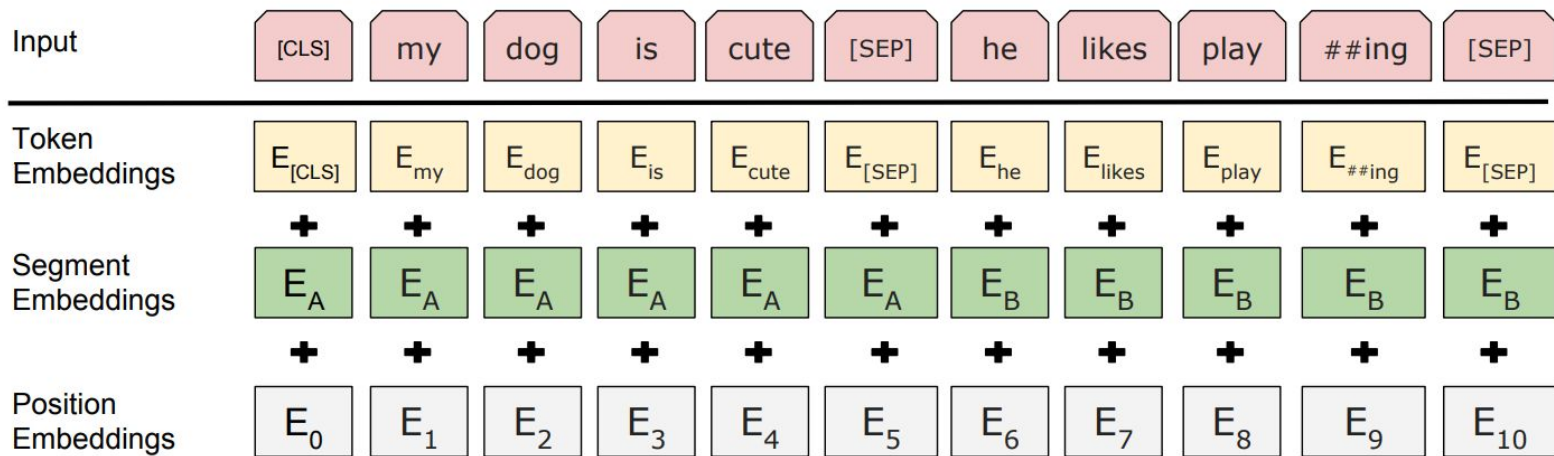 Input [CLS] my dog is cute [SEP] he likes play ##ing [SEP]
Token Embeddings E[CLS] Emy Edog Eis Ecute E[SEP] Ehe Elikes Eplay E##ing E[SEP]
+ + + + + + + + + + +
Segment Embeddings EA EA EA EA EA EA EB EB EB EB EB
+ + + + + + + + + + +
Position Embeddings E0 E1 E2 E3 E4 E5 E6 E7 E8 E9 E10